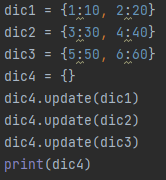 dic1 = {1:10, 2:20}
dic2 = {3:30, 4:40}
dic3 = {5:50, 6:60}
dic4 = {}
dic4.update(dic1)
dic4.update(dic2)
dic4.update(dic3)
print(dic4)